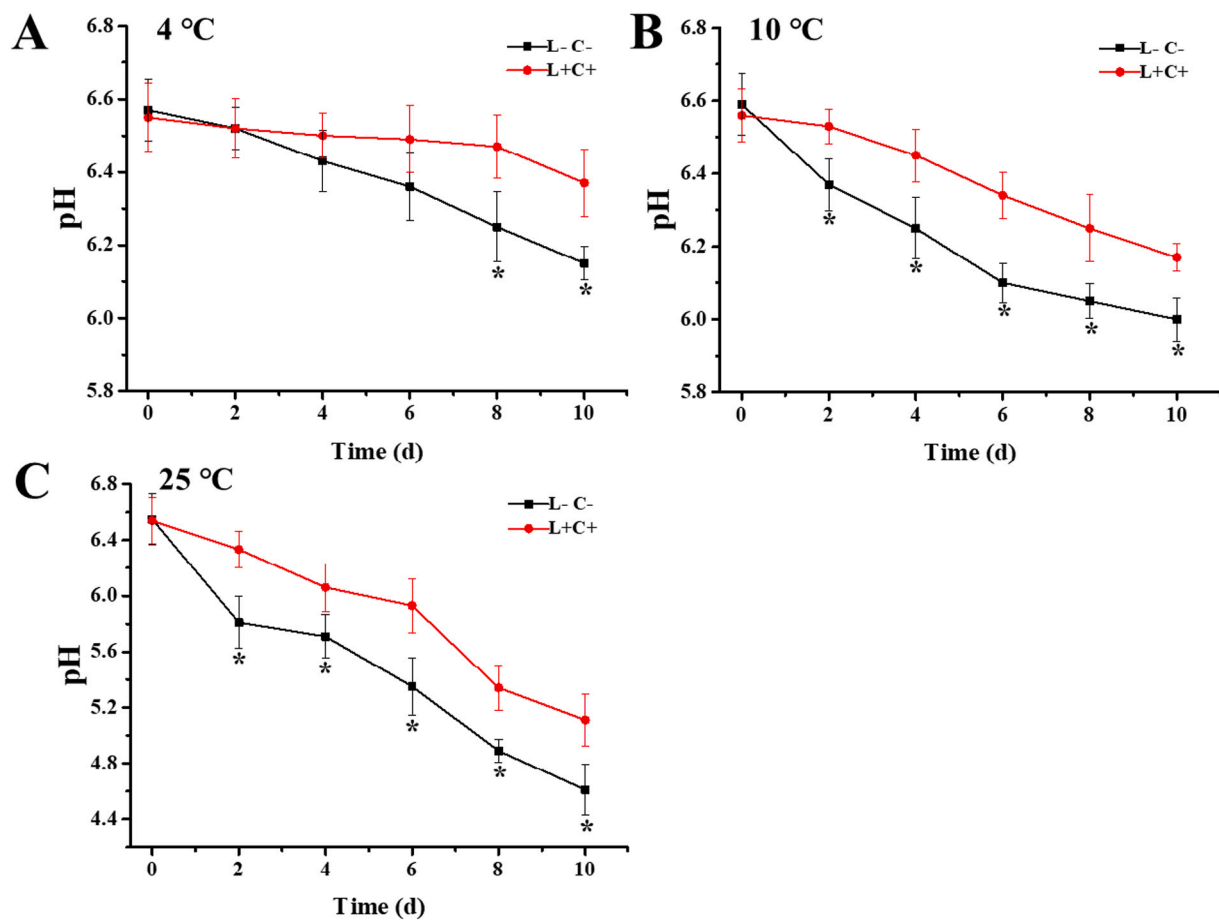 A
4 °C
L- C-
L+C+
6.8
6.6
6.4
6.2
6.0
5.8
pH
0 2 4 6 8 10
Time (d)
* *
B
10 °C
L- C-
L+C+
6.8
6.6
6.4
6.2
6.0
5.8
pH
0 2 4 6 8 10
Time (d)
* * * * *
C
25 °C
L- C-
L+C+
6.8
6.4
6.0
5.6
5.2
4.8
4.4
pH
0 2 4 6 8 10
Time (d)
* * * * *